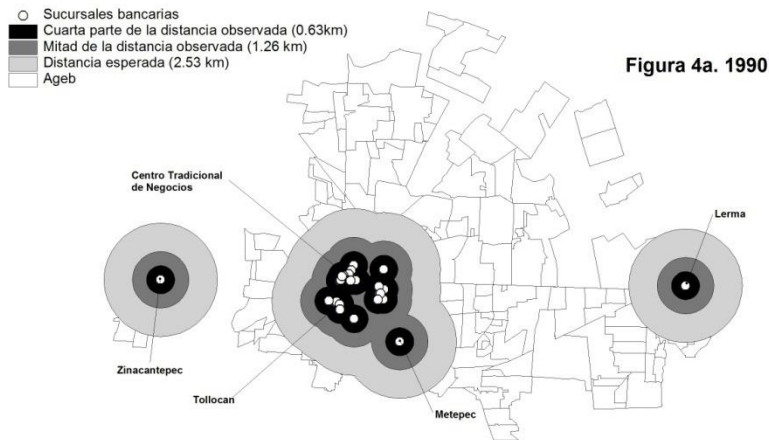 Sucursales bancarias
Cuarta parte de la distancia observada (0.63km)
Mitad de la distancia observada (1.26 km)
Distancia esperada (2.53 km)
Ageb
Figura 4a. 1990
Centro Tradicional
de Negocios
Lerma
Zinacantepec
Tollocan
Metepec